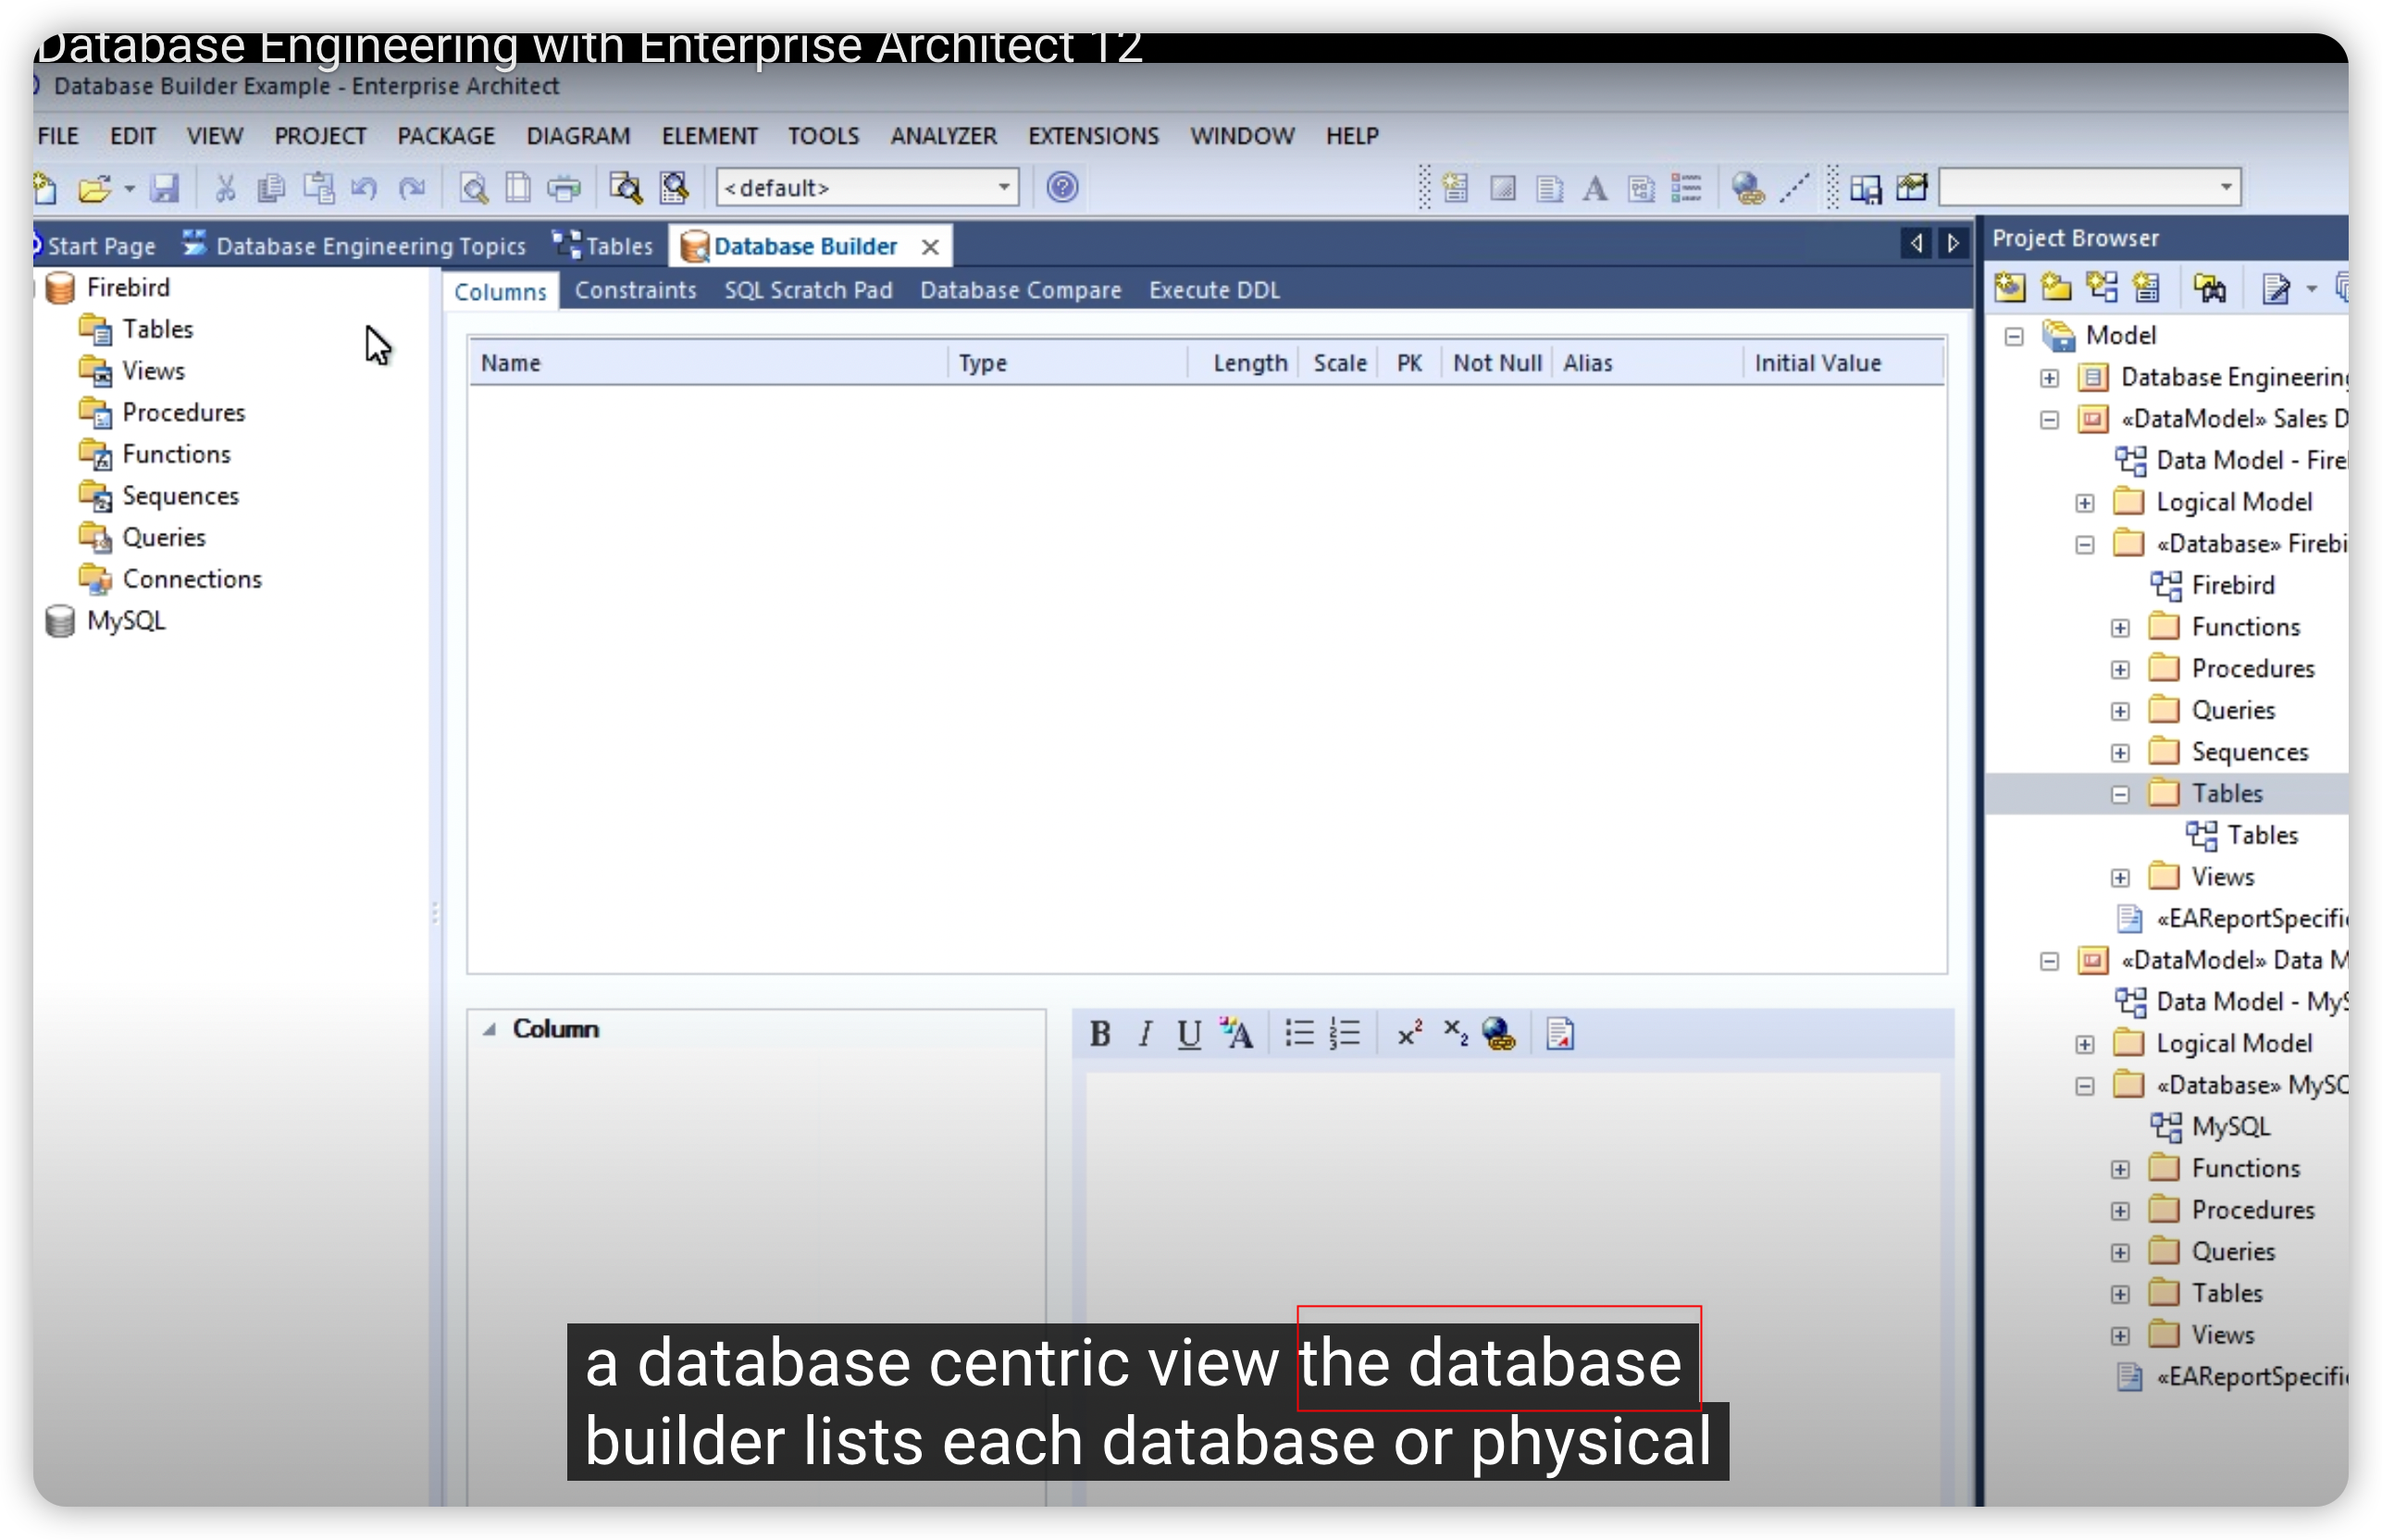 Database Engineering with Enterprise Architect 12
Database Builder Example - Enterprise Architect
FILE EDIT VIEW PROJECT PACKAGE DIAGRAM ELEMENT TOOLS ANALYZER EXTENSIONS WINDOW HELP
<default>
Start Page Database Engineering Topics Tables Database Builder
Columns Constraints SQL Scratch Pad Database Compare Execute DDL
Firebird
Tables
Views
Procedures
Functions
Sequences
Queries
Connections
MySQL
Name Type Length Scale PK Not Null Alias Initial Value
Column
B I U A x² x₂
Project Browser
Model
Database Engineering
«DataModel» Sales D
Data Model - Fire
Logical Model
«Database» Firebi
Firebird
Functions
Procedures
Queries
Sequences
Tables
Tables
Views
«EAReportSpecifi
«DataModel» Data M
Data Model - MyS
Logical Model
«Database» MySQ
MySQL
Functions
Procedures
Queries
Tables
Views
«EAReportSpecifi
a database centric view the database
builder lists each database or physical